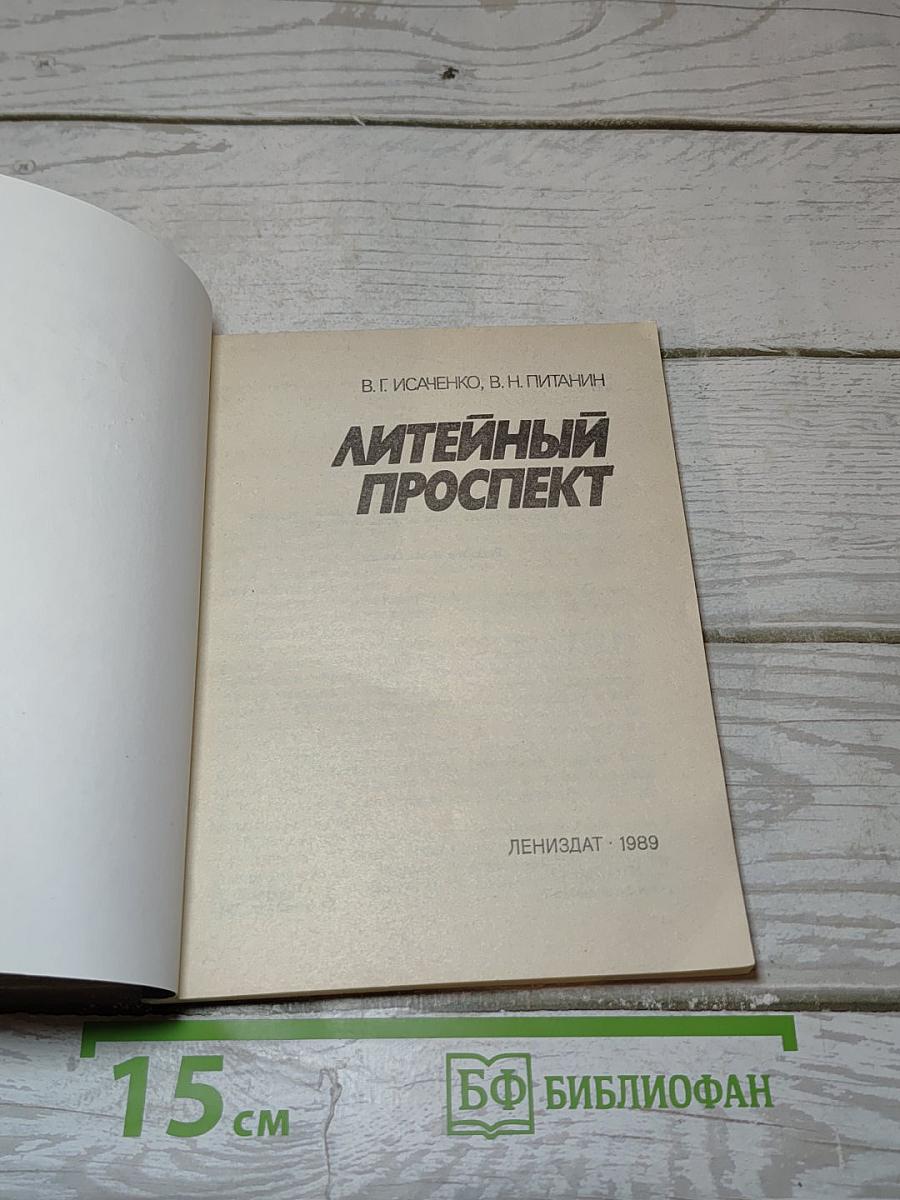 В. Г. ИСАЧЕНКО, В. Н. ПИТАНИН
ЛИТЕЙНЫЙ
ПРОСПЕКТ
ЛЕНИЗДАТ · 1989
15 см
БФ БИБЛИОФАН